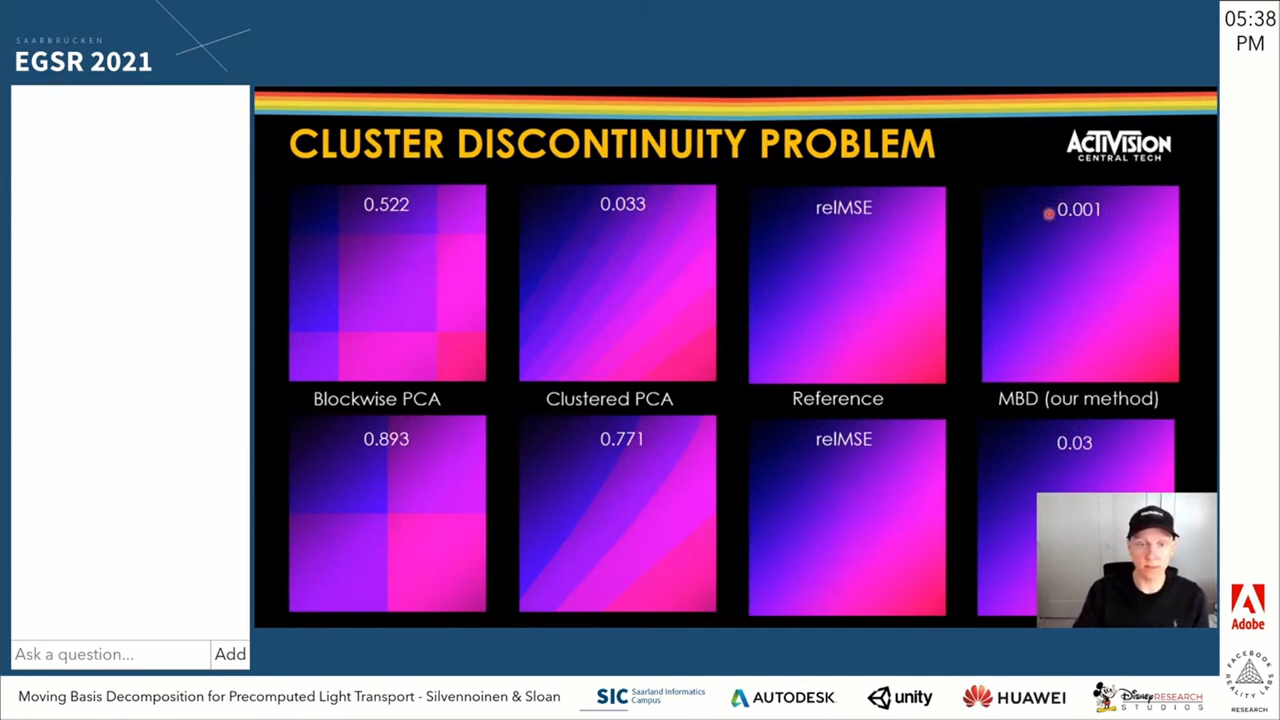 SAARBRÜCKEN
EGSR 2021
05:38
PM
CLUSTER DISCONTINUITY PROBLEM
ACTIVISION
CENTRAL TECH
0.522
0.033
relMSE
0.001
Blockwise PCA
Clustered PCA
Reference
MBD (our method)
0.893
0.771
relMSE
0.03
Ask a question...
Add
Adobe
Moving Basis Decomposition for Precomputed Light Transport - Silvennoinen & Sloan
SIC Saarland Informatics
Campus
AUTODESK
unity
HUAWEI
Disney RESEARCH
STUDIOS
FACEBOOK
REALITY LABS
RESEARCH